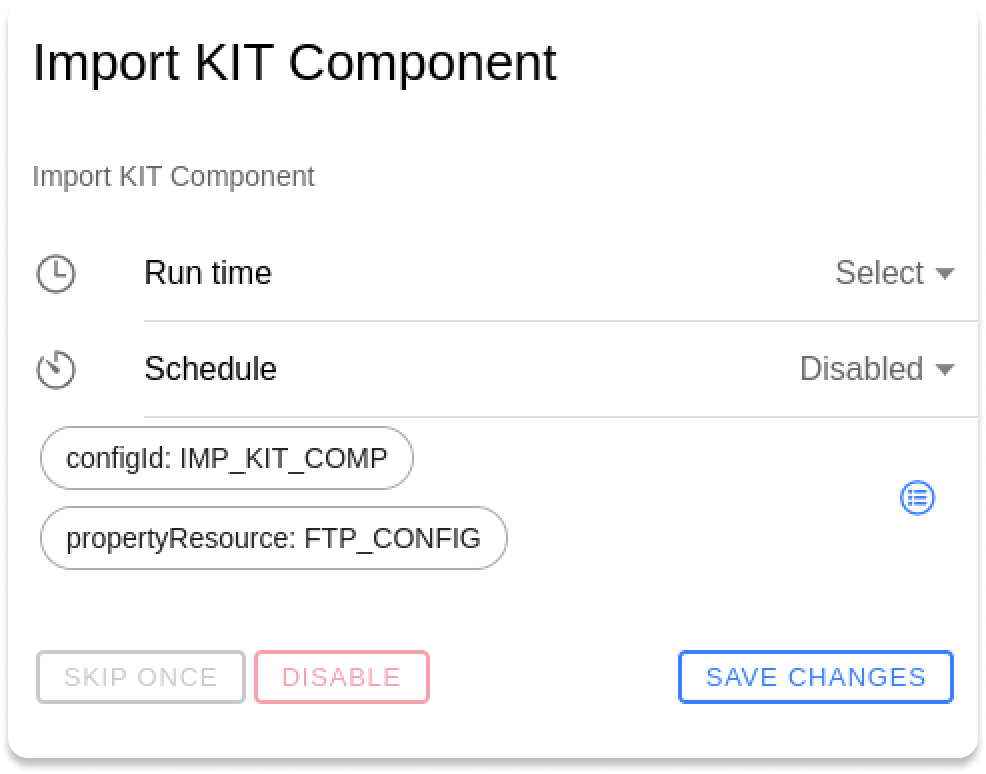 Import KIT Component
Import KIT Component
Run time Select
Schedule Disabled
configId: IMP_KIT_COMP
propertyResource: FTP_CONFIG
SKIP ONCE DISABLE SAVE CHANGES